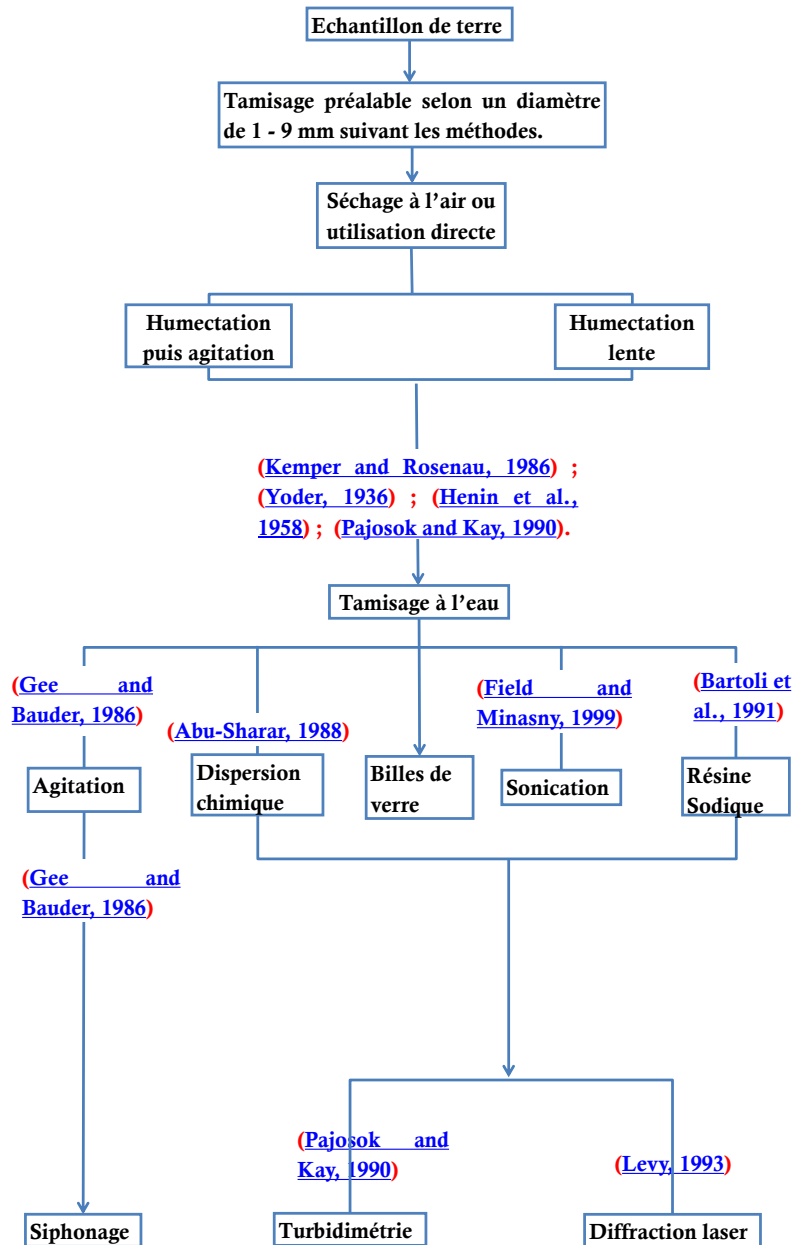 Echantillon de terre
Tamisage préalable selon un diamètre
de 1 - 9 mm suivant les méthodes.
Séchage à l’air ou
utilisation directe
Humectation
puis agitation
Humectation
lente
(Kemper and Rosenau, 1986) ;
(Yoder, 1936) ; (Henin et al.,
1958) ; (Pajosok and Kay, 1990).
Tamisage à l’eau
(Gee and
Bauder, 1986)
(Abu-Sharar, 1988)
(Field and
Minasny, 1999)
(Bartoli et
al., 1991)
Agitation
Dispersion
chimique
Billes de
verre
Sonication
Résine
Sodique
(Gee and
Bauder, 1986)
(Pajosok and
Kay, 1990)
(Levy, 1993)
Siphonage
Turbidimétrie
Diffraction laser